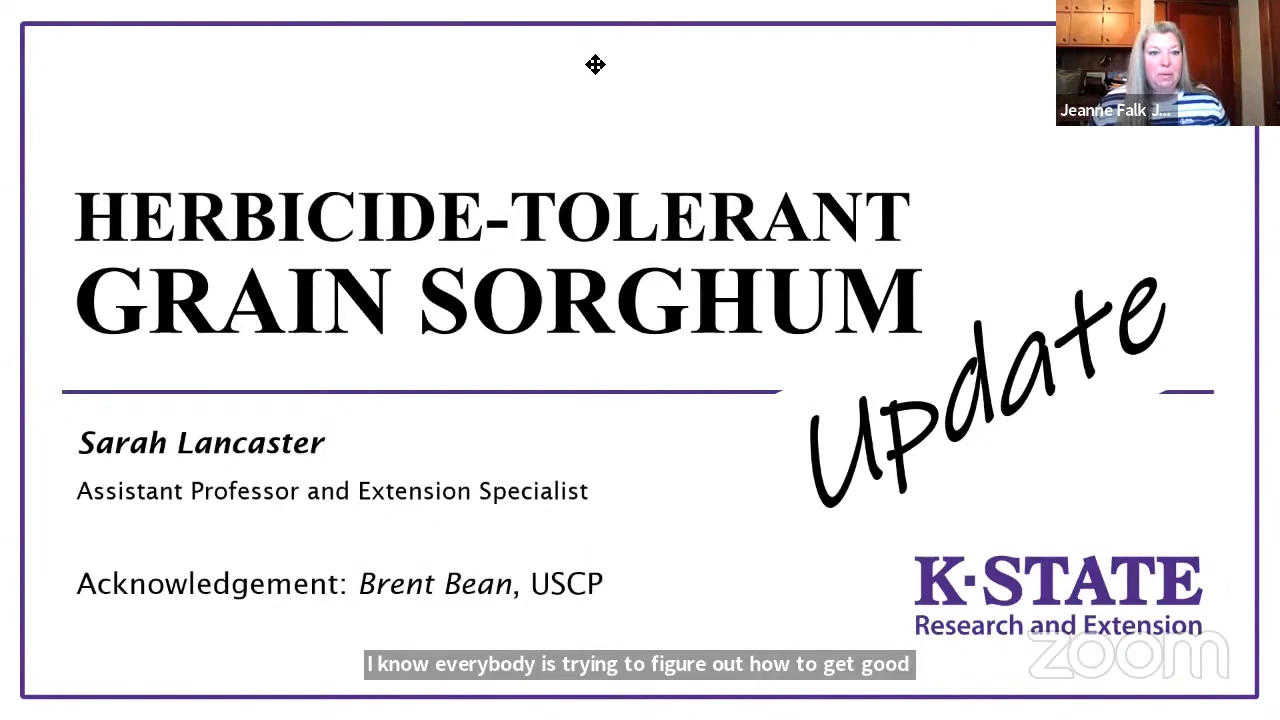 Jeanne Falk J...
HERBICIDE-TOLERANT
GRAIN SORGHUM
Update
Sarah Lancaster
Assistant Professor and Extension Specialist
Acknowledgement: Brent Bean, USCP
K·STATE
Research and Extension
zoom
I know everybody is trying to figure out how to get good